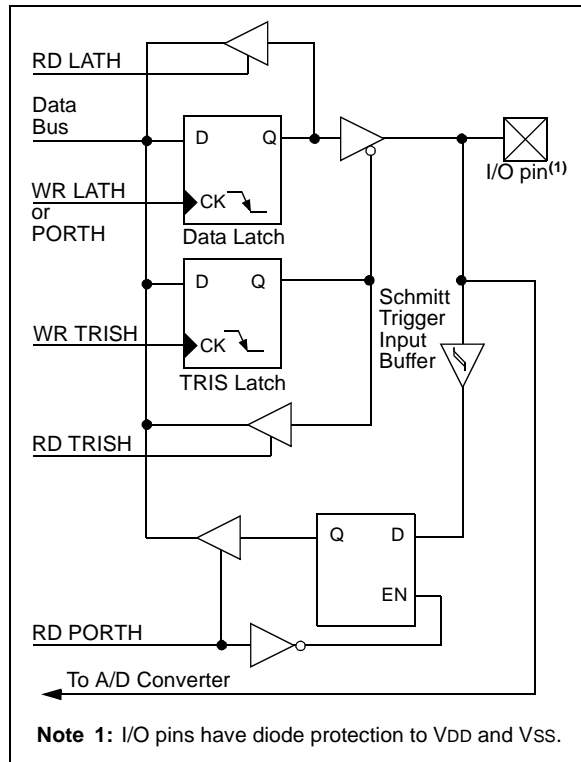 RD LATH
Data
Bus
D Q
I/O pin(1)
WR LATH
or
PORTH
CK
Data Latch
D Q
Schmitt
Trigger
Input
Buffer
WR TRISH
CK
TRIS Latch
RD TRISH
Q D
EN
RD PORTH
To A/D Converter
Note 1: I/O pins have diode protection to VDD and VSS.